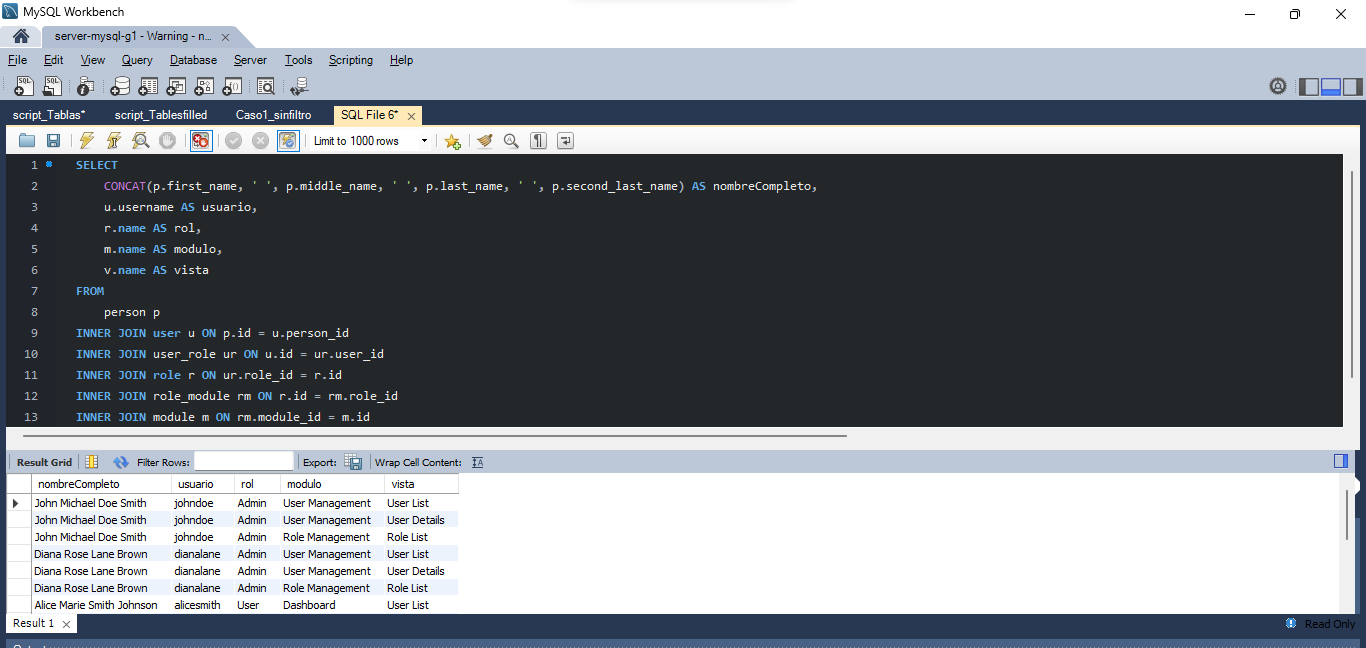 MySQL Workbench
server-mysql-g1 - Warning - n...
File Edit View Query Database Server Tools Scripting Help
script_Tablas* script_Tablesfilled Caso1_sinfiltro SQL File 6*
Limit to 1000 rows
1 SELECT
2 CONCAT(p.first_name, ' ', p.middle_name, ' ', p.last_name, ' ', p.second_last_name) AS nombreCompleto,
3 u.username AS usuario,
4 r.name AS rol,
5 m.name AS modulo,
6 v.name AS vista
7 FROM
8 person p
9 INNER JOIN user u ON p.id = u.person_id
10 INNER JOIN user_role ur ON u.id = ur.user_id
11 INNER JOIN role r ON ur.role_id = r.id
12 INNER JOIN role_module rm ON r.id = rm.role_id
13 INNER JOIN module m ON rm.module_id = m.id
Result Grid Filter Rows: Export: Wrap Cell Content:
nombreCompleto usuario rol modulo vista
John Michael Doe Smith johndoe Admin User Management User List
John Michael Doe Smith johndoe Admin User Management User Details
John Michael Doe Smith johndoe Admin Role Management Role List
Diana Rose Lane Brown dianalane Admin User Management User List
Diana Rose Lane Brown dianalane Admin User Management User Details
Diana Rose Lane Brown dianalane Admin Role Management Role List
Alice Marie Smith Johnson alicesmith User Dashboard User List
Result 1 Read Only